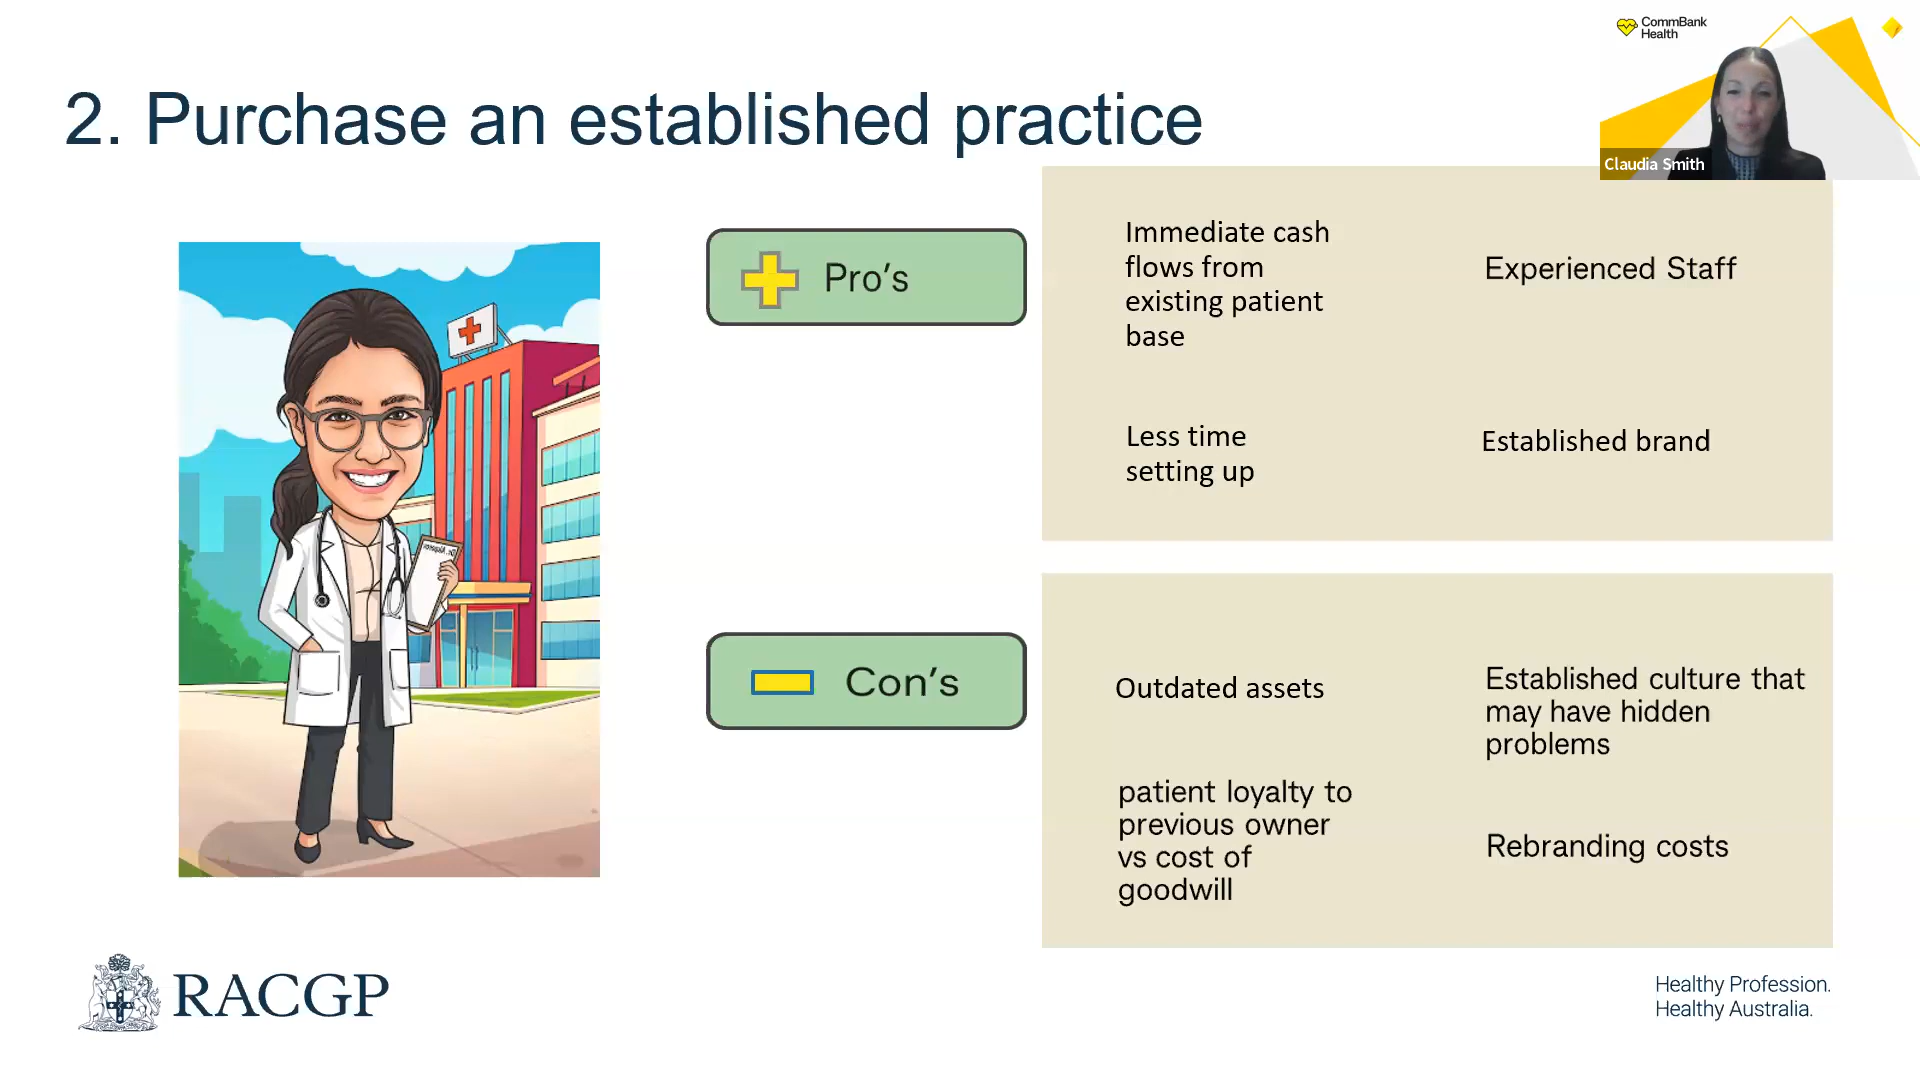 CommBank
Health
2. Purchase an established practice
Claudia Smith
Pro's
Immediate cash
flows from
existing patient
base
Experienced Staff
Less time
setting up
Established brand
Con's
Outdated assets
Established culture that
may have hidden
problems
patient loyalty to
previous owner
vs cost of
goodwill
Rebranding costs
RACGP
Healthy Profession.
Healthy Australia.